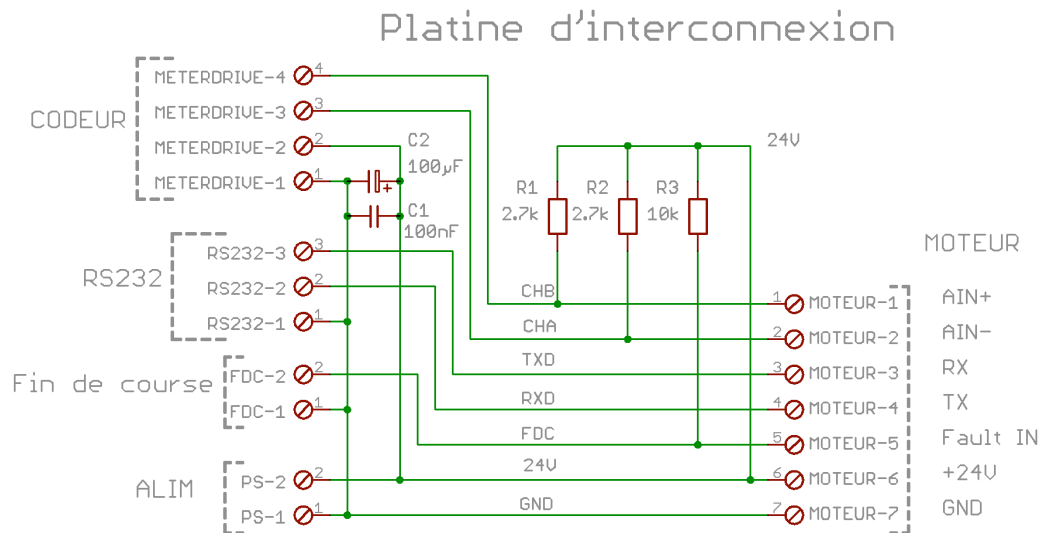 Platine d'interconnexion
CODEUR
METERDRIVE-4 4
METERDRIVE-3 3
METERDRIVE-2 2
METERDRIVE-1 1
C2
100µF
+
C1
100nF
24V
R1
2.7k
R2
2.7k
R3
10k
RS232
RS232-3 3
RS232-2 2
RS232-1 1
Fin de course
FDC-2 2
FDC-1 1
ALIM
PS-2 2
PS-1 1
CHB
CHA
TXD
RXD
FDC
24V
GND
MOTEUR
1 MOTEUR-1 AIN+
2 MOTEUR-2 AIN-
3 MOTEUR-3 RX
4 MOTEUR-4 TX
5 MOTEUR-5 Fault IN
6 MOTEUR-6 +24V
7 MOTEUR-7 GND